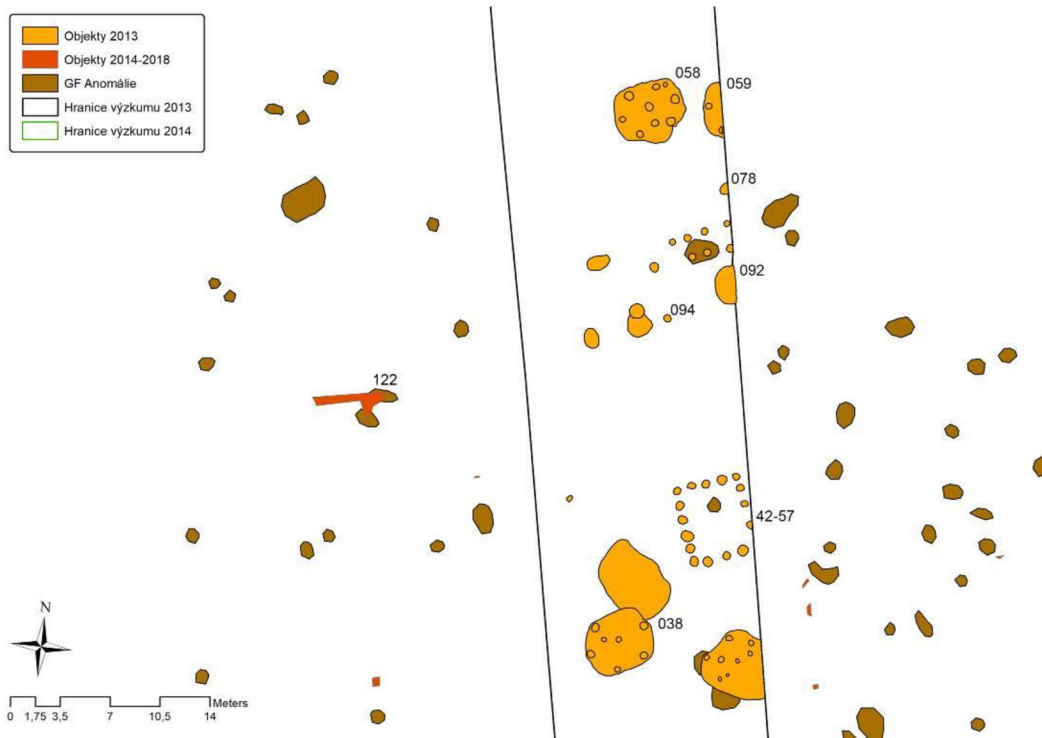 Objekty 2013
Objekty 2014-2018
GF Anomálie
Hranice výzkumu 2013
Hranice výzkumu 2014
058
059
078
092
094
122
42-57
038
N
Meters
0 1,75 3,5 7 10,5 14